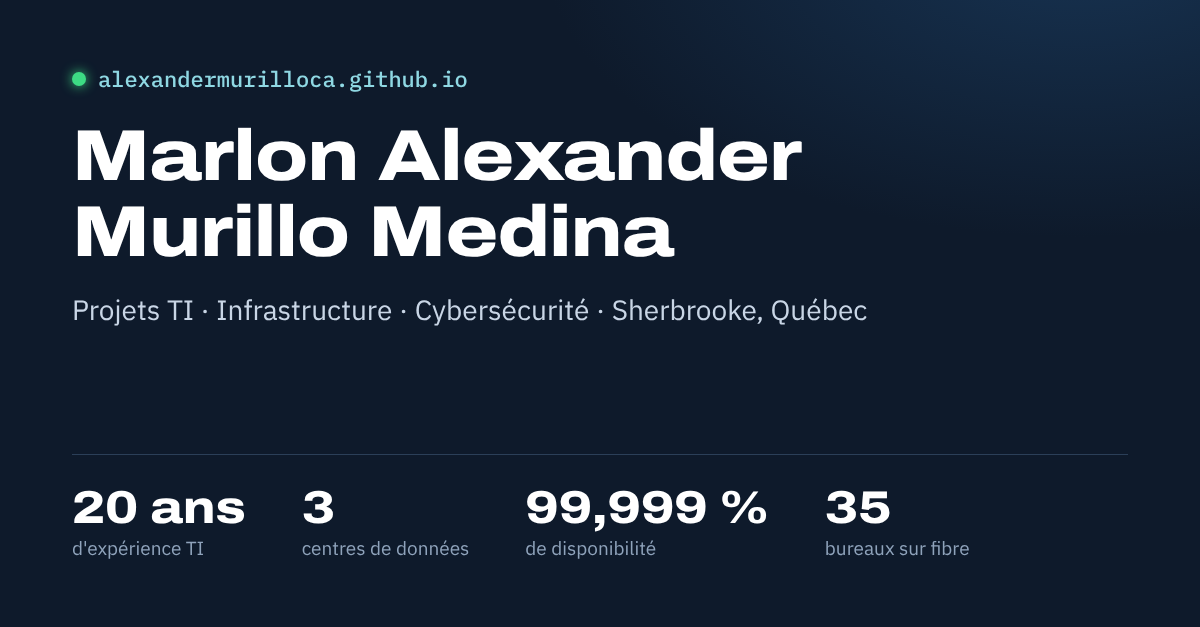 alexandermurilloca.github.io
Marlon Alexander
Murillo Medina
Projets TI · Infrastructure · Cybersécurité · Sherbrooke, Québec
20 ans
d'expérience TI
3
centres de données
99,999 %
de disponibilité
35
bureaux sur fibre